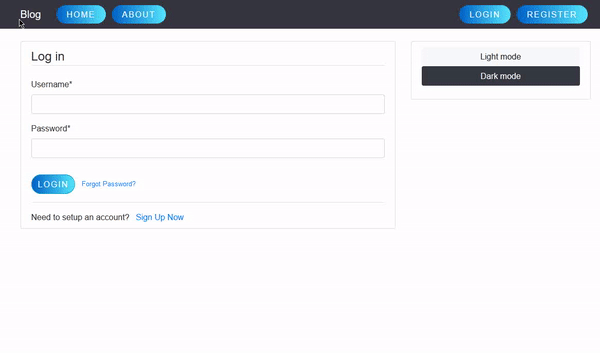 Blog HOME ABOUT LOGIN REGISTER
Log in
Username*
Password*
LOGIN Forgot Password?
Need to setup an account? Sign Up Now
Light mode
Dark mode